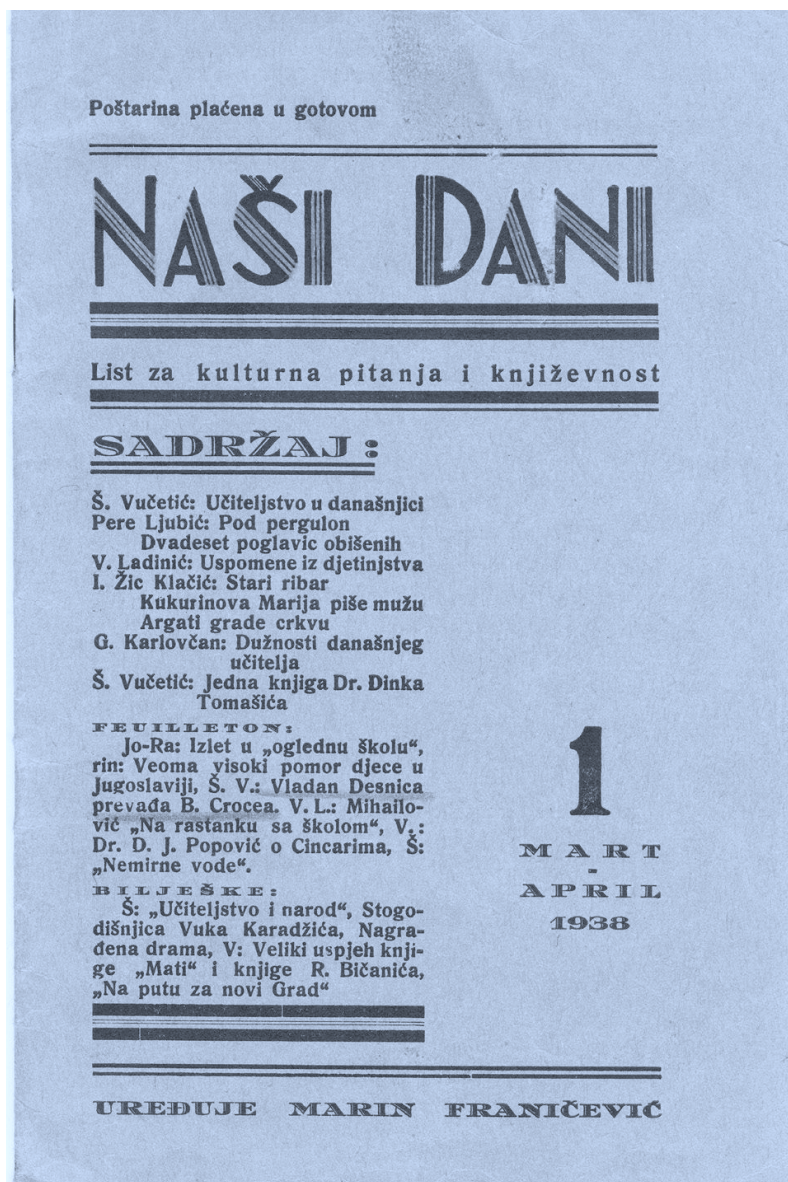 Poštarina plaćena u gotovom
NAŠI DANI
List za kulturna pitanja i književnost
SADRŽAJ:
Š. Vučetić: Učiteljstvo u današnjici
Pere Ljubić: Pod pergulon
Dvadeset poglavic obišenih
V. Ladinić: Uspomene iz djetinjstva
I. Žic Klačić: Stari ribar
Kukurinova Marija piše mužu
Argati grade crkvu
G. Karlovčan: Dužnosti današnjeg
učitelja
Š. Vučetić: Jedna knjiga Dr. Dinka
Tomašića
FEUILLETON:
Jo-Ra: Izlet u „oglednu školu“,
rin: Veoma visoki pomor djece u
Jugoslaviji, Š. V.: Vladan Desnica
prevađa B. Crocea. V. L.: Mihailo-
vić „Na rastanku sa školom“, V.:
Dr. D. J. Popović o Cincarima, Š:
„Nemirne vode“.
BILJEŠKE:
Š: „Učiteljstvo i narod“, Stogo-
dišnjica Vuka Karadžića, Nagra-
đena drama, V: Veliki uspjeh knji-
ge „Mati“ i knjige R. Bićanića,
„Na putu za novi Grad“
1
MART
-
APRIL
1938
UREĐUJE MARIN FRANIČEVIĆ